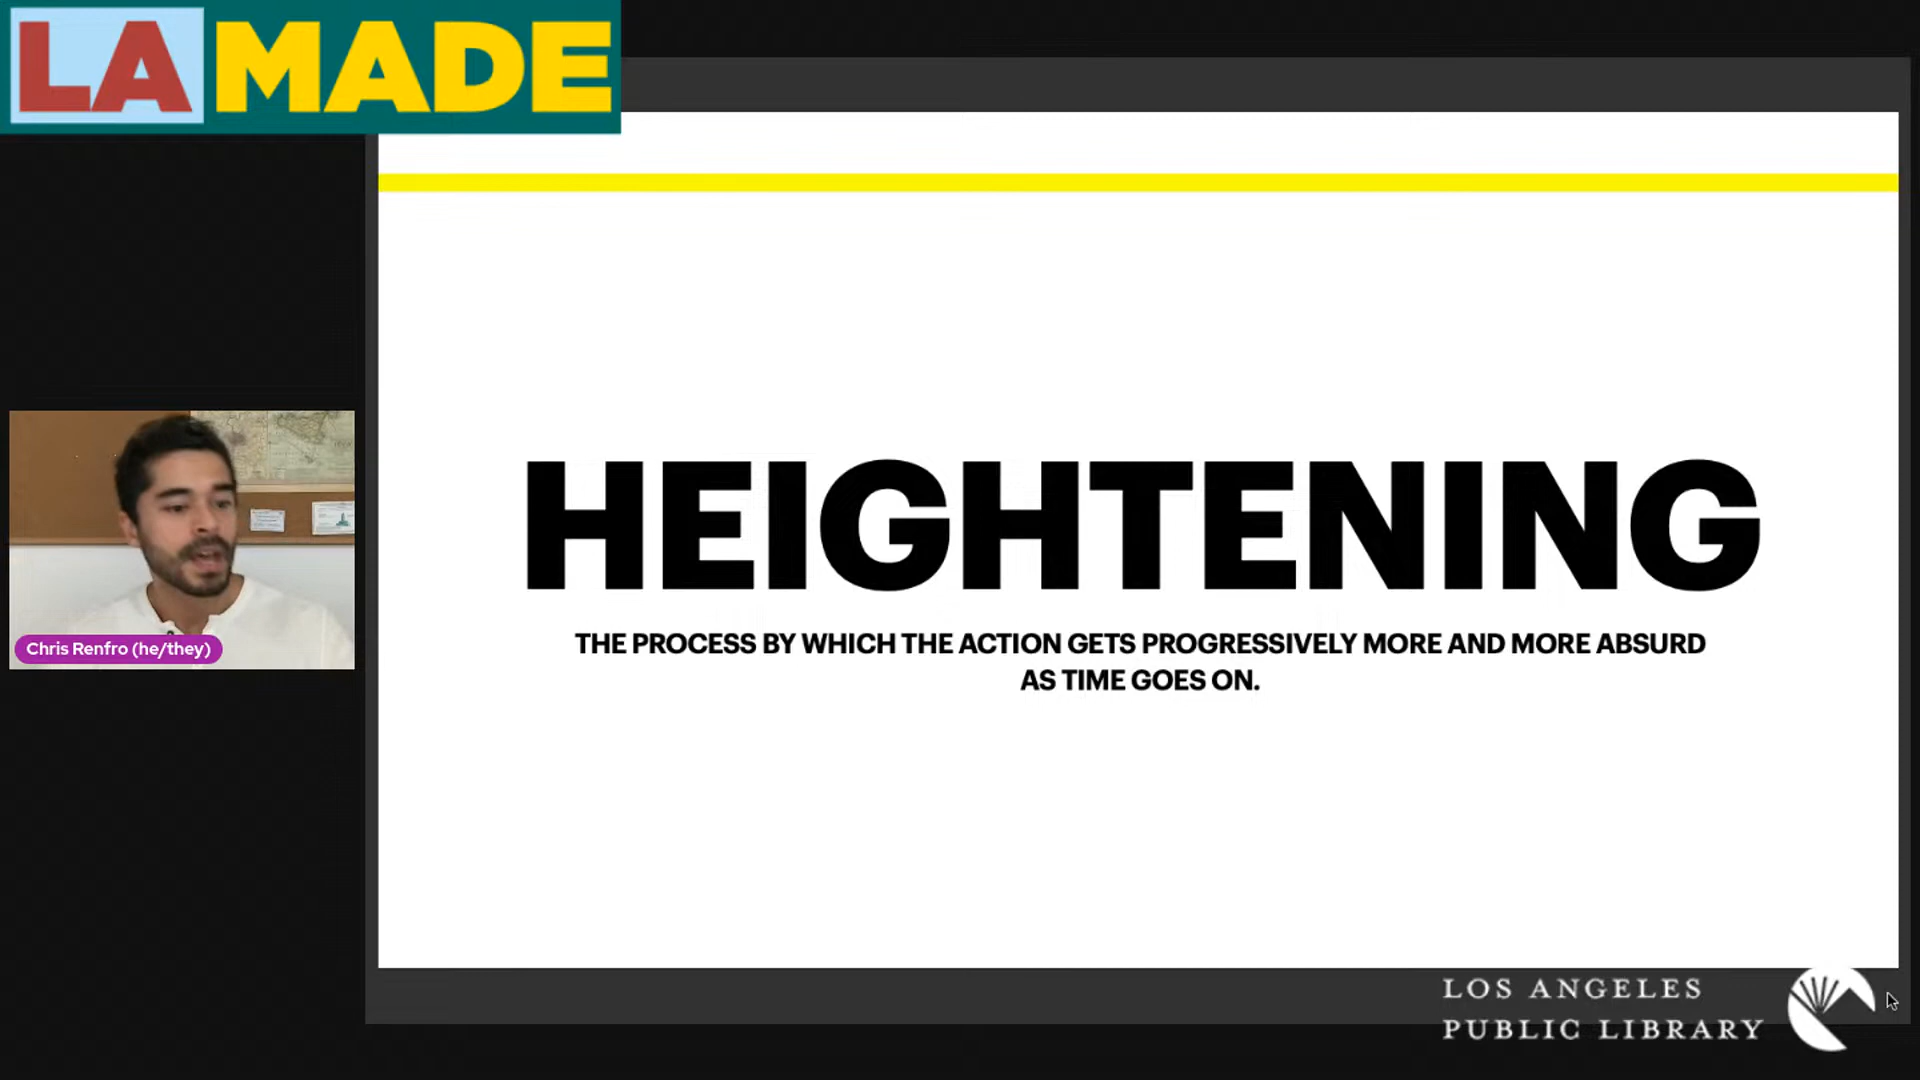 LA MADE
HEIGHTENING
THE PROCESS BY WHICH THE ACTION GETS PROGRESSIVELY MORE AND MORE ABSURD
AS TIME GOES ON.
Chris Renfro (he/they)
LOS ANGELES
PUBLIC LIBRARY